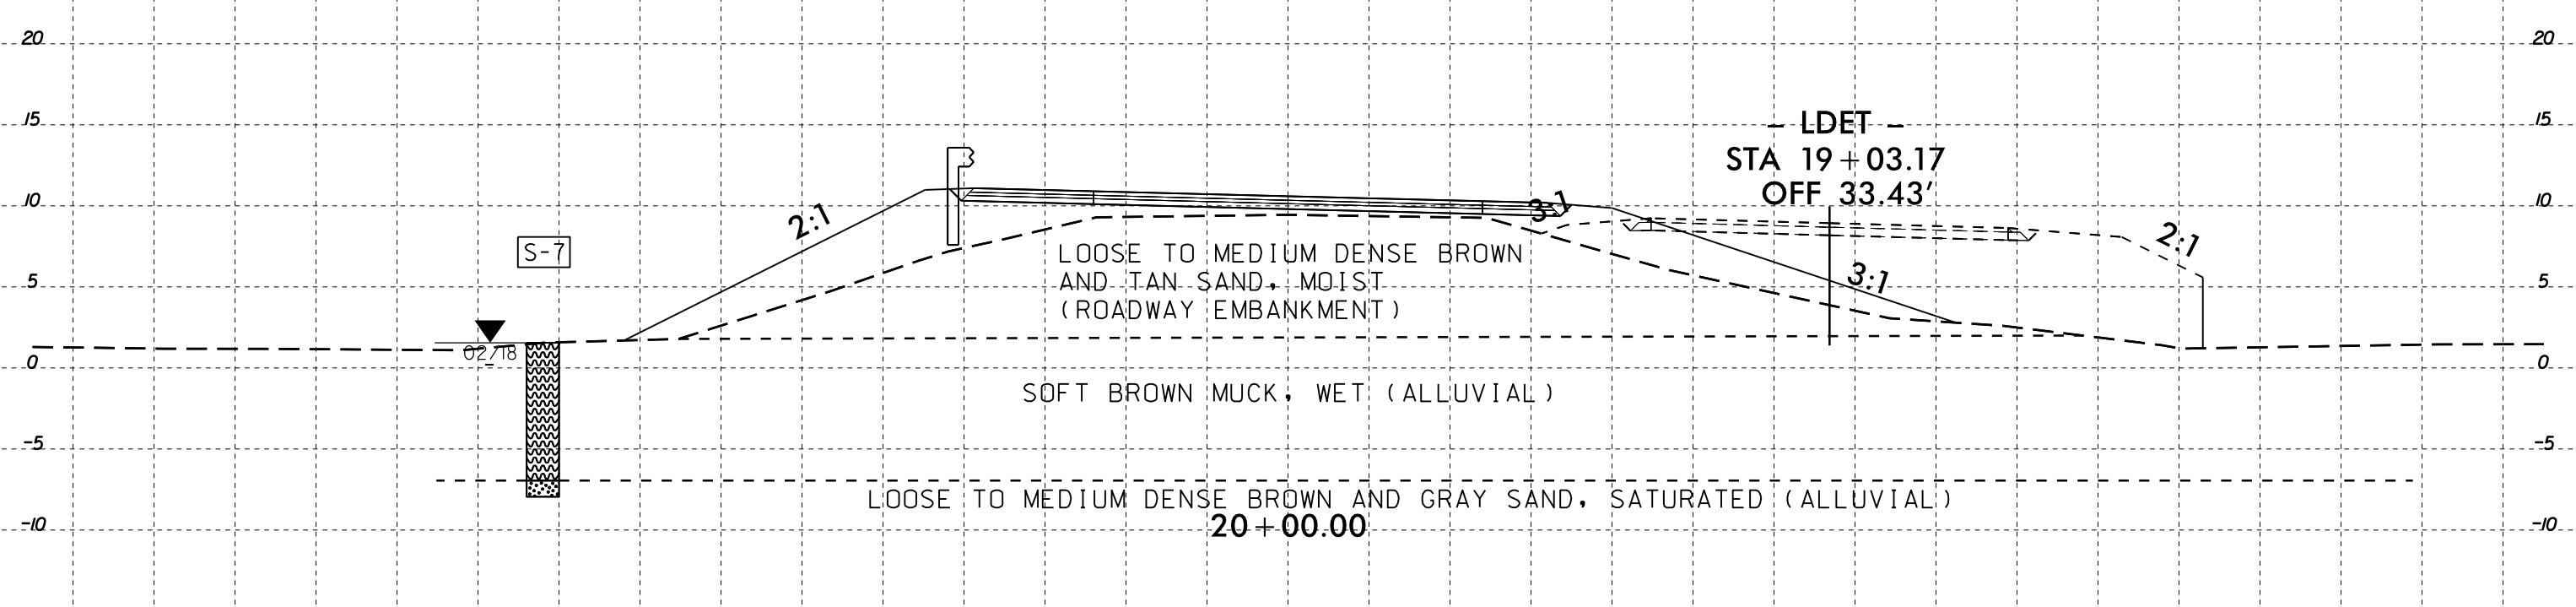 20 20
15 15
- LDET -
STA 19+03.17
OFF 33.43'
10 10
2:1
3:1
2:1
S-7
LOOSE TO MEDIUM DENSE BROWN
AND TAN SAND, MOIST
(ROADWAY EMBANKMENT)
3:1
5 5
02/18
0 0
SOFT BROWN MUCK, WET (ALLUVIAL)
-5 -5
LOOSE TO MEDIUM DENSE BROWN AND GRAY SAND, SATURATED (ALLUVIAL)
-10 -10
20+00.00